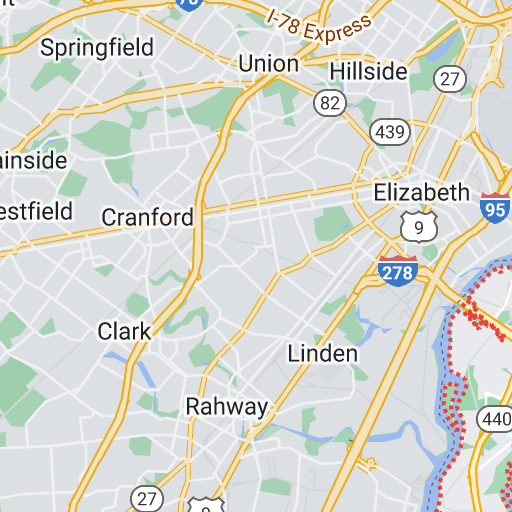 I-78 Express
Springfield
Union
Hillside
27
82
439
ainside
Elizabeth
estfield
Cranford
95
9
278
Clark
Linden
Rahway
440
27